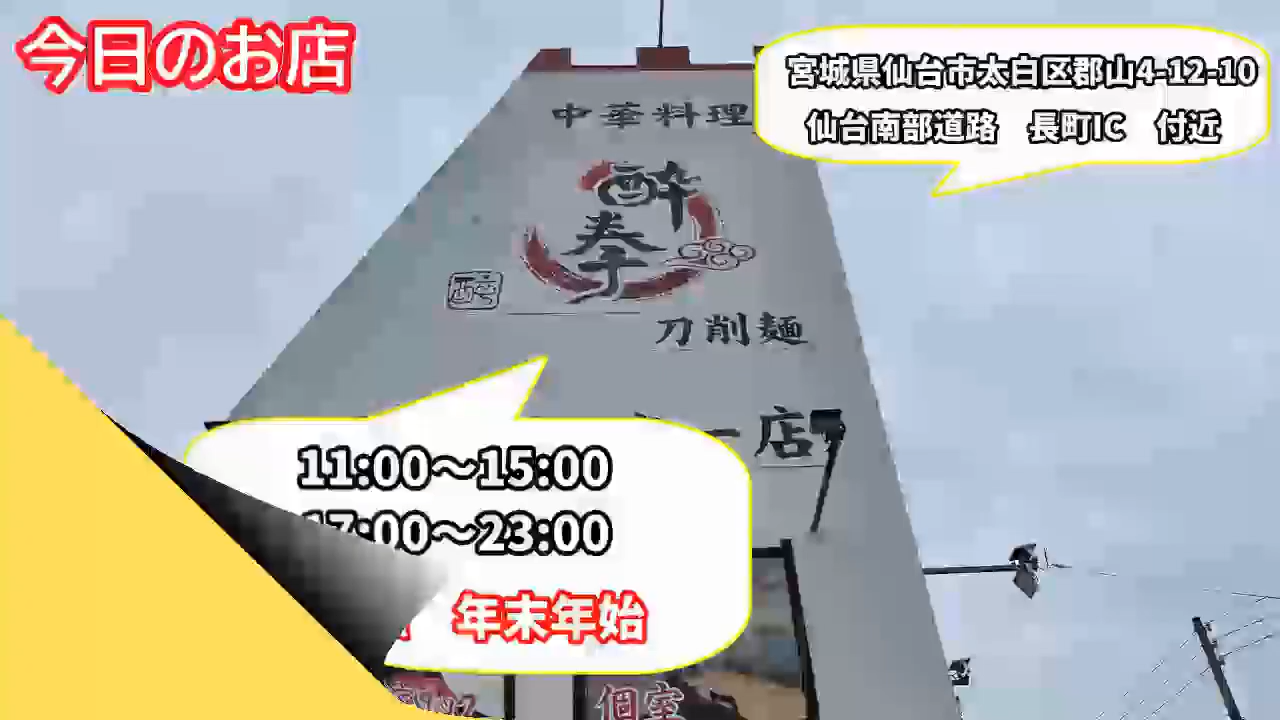 今日のお店
宮城県仙台市太白区郡山4-12-10
仙台南部道路 長町IC 付近
中華料理
酔拳
刀削麺
店
11:00～15:00
17:00～23:00
年末年始
個室